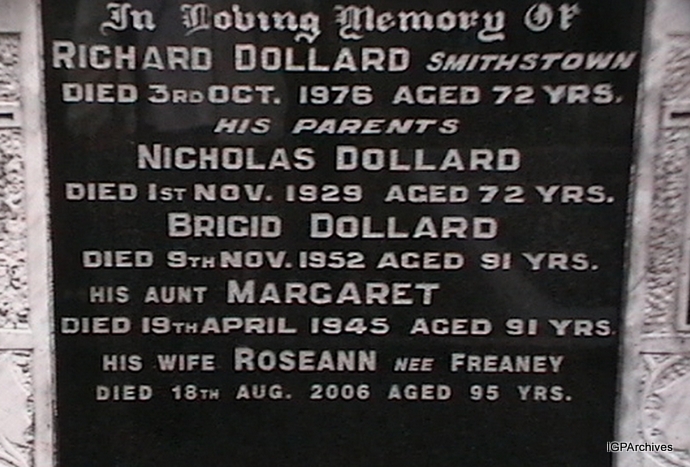 In Loving Memory Of
RICHARD DOLLARD SMITHSTOWN
DIED 3RD OCT. 1976 AGED 72 YRS.
HIS PARENTS
NICHOLAS DOLLARD
DIED 1ST NOV. 1929 AGED 72 YRS.
BRIGID DOLLARD
DIED 9TH NOV. 1952 AGED 91 YRS.
HIS AUNT MARGARET
DIED 19TH APRIL 1945 AGED 91 YRS.
HIS WIFE ROSEANN NEE FREANEY
DIED 18TH AUG. 2006 AGED 95 YRS.
IGPArchives